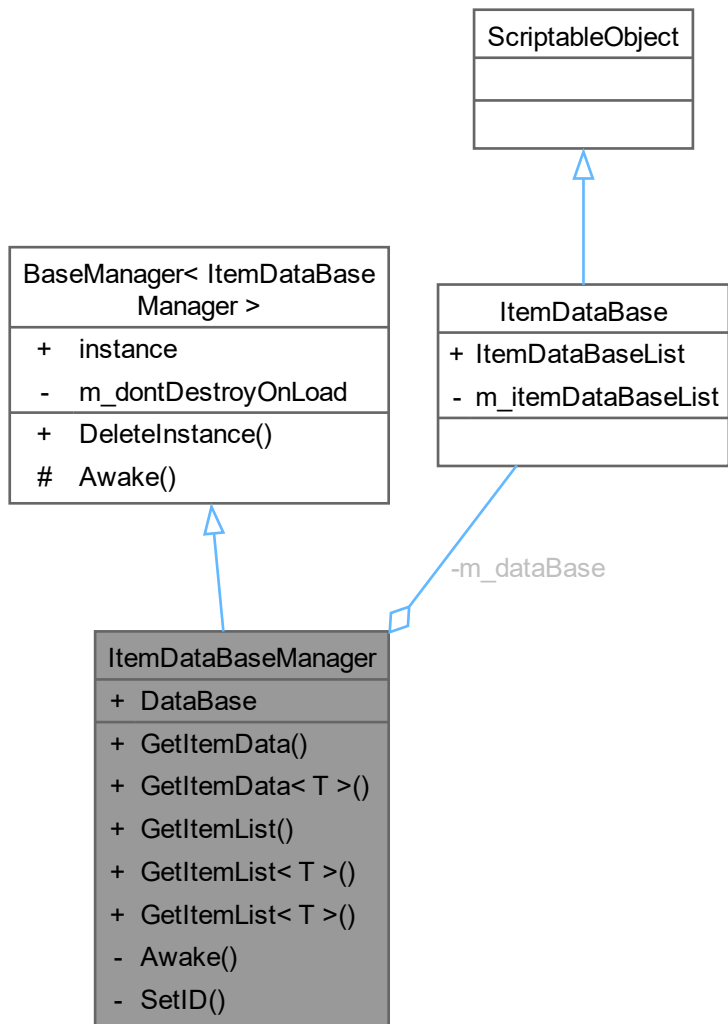 ScriptableObject
BaseManager< ItemDataBase
Manager >
+ instance
- m_dontDestroyOnLoad
+ DeleteInstance()
# Awake()
ItemDataBase
+ ItemDataBaseList
- m_itemDataBaseList
-m_dataBase
ItemDataBaseManager
+ DataBase
+ GetItemData()
+ GetItemData< T >()
+ GetItemList()
+ GetItemList< T >()
+ GetItemList< T >()
- Awake()
- SetID()